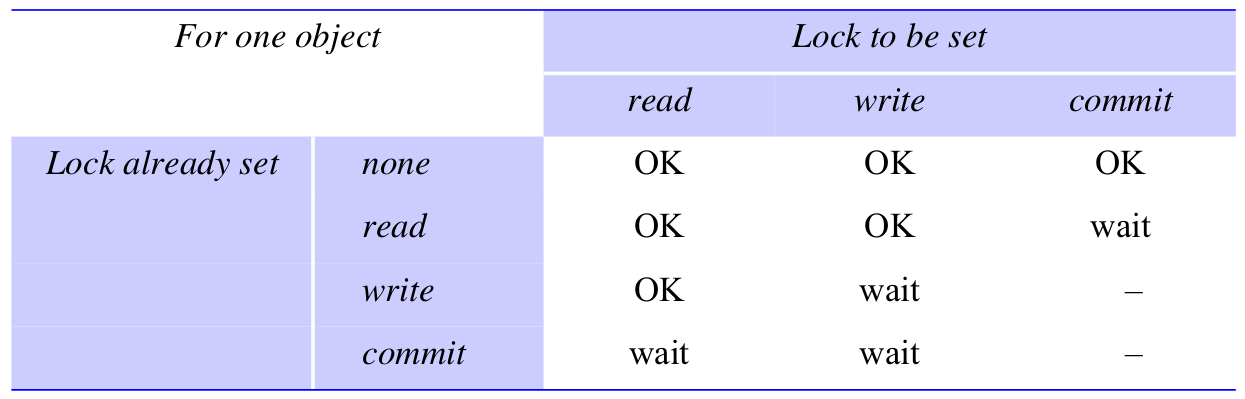 For one object Lock to be set
read write commit
Lock already set none OK OK OK
read OK OK wait
write OK wait –
commit wait wait –